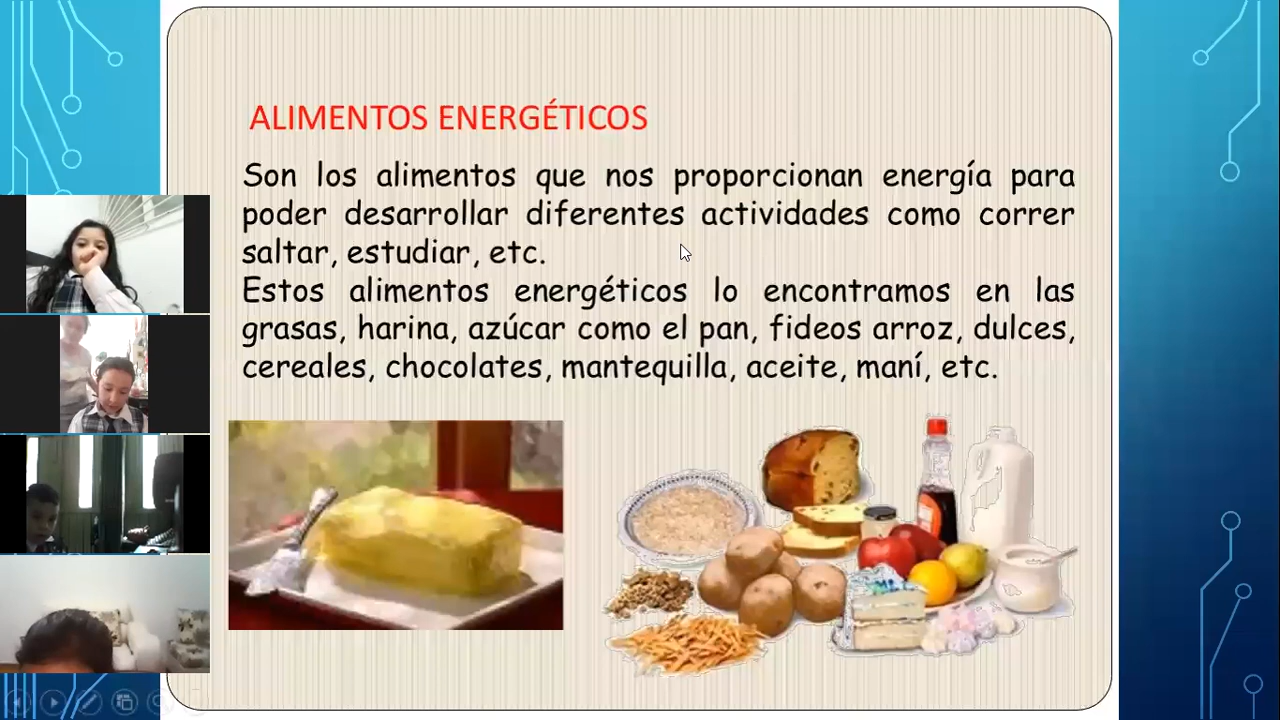 ALIMENTOS ENERGÉTICOS
Son los alimentos que nos proporcionan energía para
poder desarrollar diferentes actividades como correr
saltar, estudiar, etc.
Estos alimentos energéticos lo encontramos en las
grasas, harina, azúcar como el pan, fideos arroz, dulces,
cereales, chocolates, mantequilla, aceite, maní, etc.